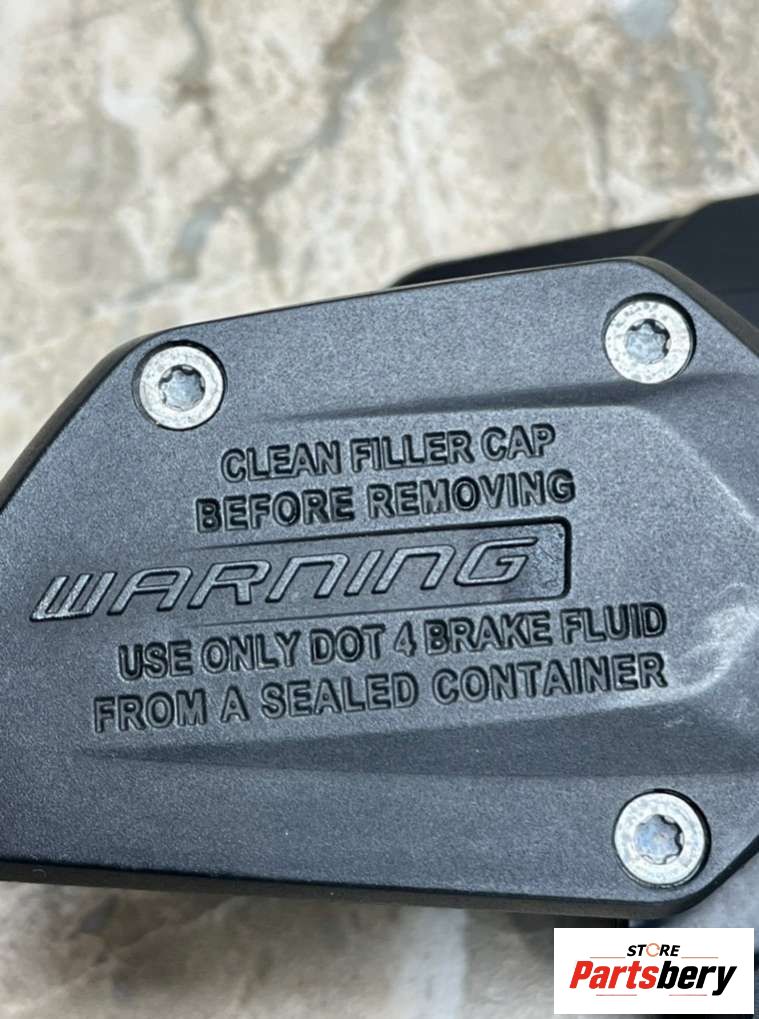 CLEAN FILLER CAP
BEFORE REMOVING
WARNING
USE ONLY DOT 4 BRAKE FLUID
FROM A SEALED CONTAINER
STORE
Partsbery